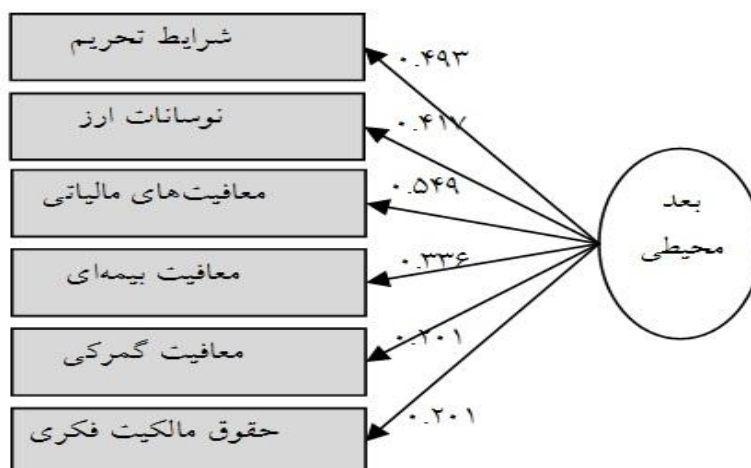 شرایط تحریم
۰.۴۹۳
نوسانات ارز
۰.۴۱۷
معافیت‌های مالیاتی
۰.۵۴۹
بعد
محیطی
معافیت بیمه‌ای
۰.۳۳۶
معافیت گمرکی
۰.۲۰۱
حقوق مالکیت فکری
۰.۲۰۱